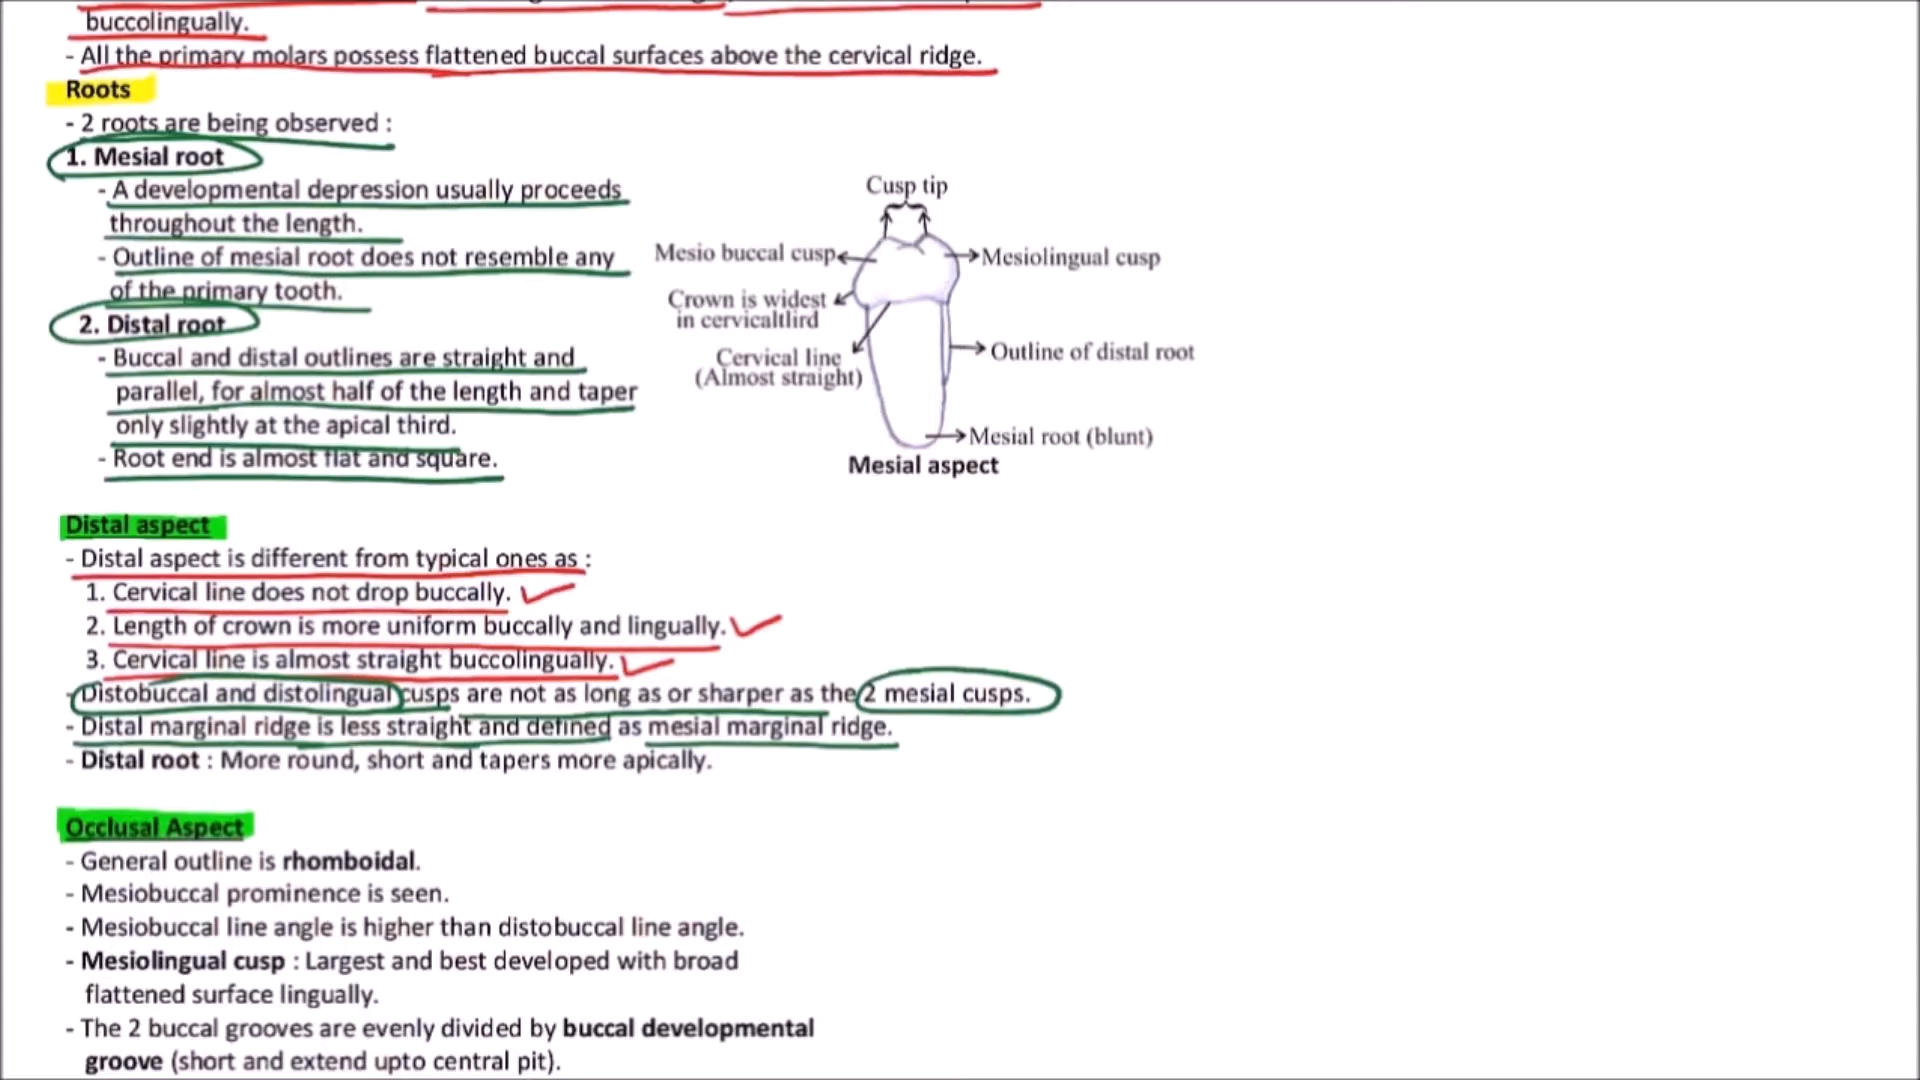 buccolingually.
- All the primary molars possess flattened buccal surfaces above the cervical ridge.
Roots
- 2 roots are being observed :
1. Mesial root
- A developmental depression usually proceeds
throughout the length.
- Outline of mesial root does not resemble any
of the primary tooth.
2. Distal root
- Buccal and distal outlines are straight and
parallel, for almost half of the length and taper
only slightly at the apical third.
- Root end is almost flat and square.
Cusp tip
Mesio buccal cusp
Mesiolingual cusp
Crown is widest
in cervicaltlird
Cervical line
(Almost straight)
Outline of distal root
Mesial root (blunt)
Mesial aspect
Distal aspect
- Distal aspect is different from typical ones as :
1. Cervical line does not drop buccally.
2. Length of crown is more uniform buccally and lingually.
3. Cervical line is almost straight buccolingually.
- Distobuccal and distolingual cusps are not as long as or sharper as the 2 mesial cusps.
- Distal marginal ridge is less straight and defined as mesial marginal ridge.
- Distal root : More round, short and tapers more apically.
Occlusal Aspect
- General outline is rhomboidal.
- Mesiobuccal prominence is seen.
- Mesiobuccal line angle is higher than distobuccal line angle.
- Mesiolingual cusp : Largest and best developed with broad
flattened surface lingually.
- The 2 buccal grooves are evenly divided by buccal developmental
groove (short and extend upto central pit).